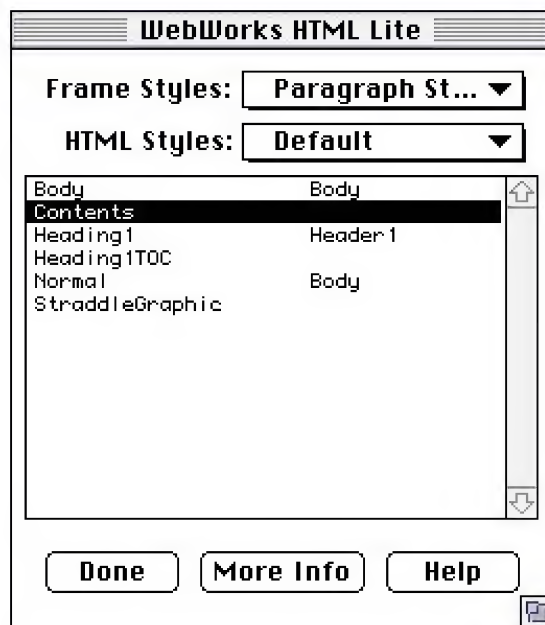 WebWorks HTML Lite
Frame Styles: Paragraph St...
HTML Styles: Default
Body Body
Contents
Heading1 Header1
Heading1TOC
Normal Body
StraddleGraphic
Done More Info Help